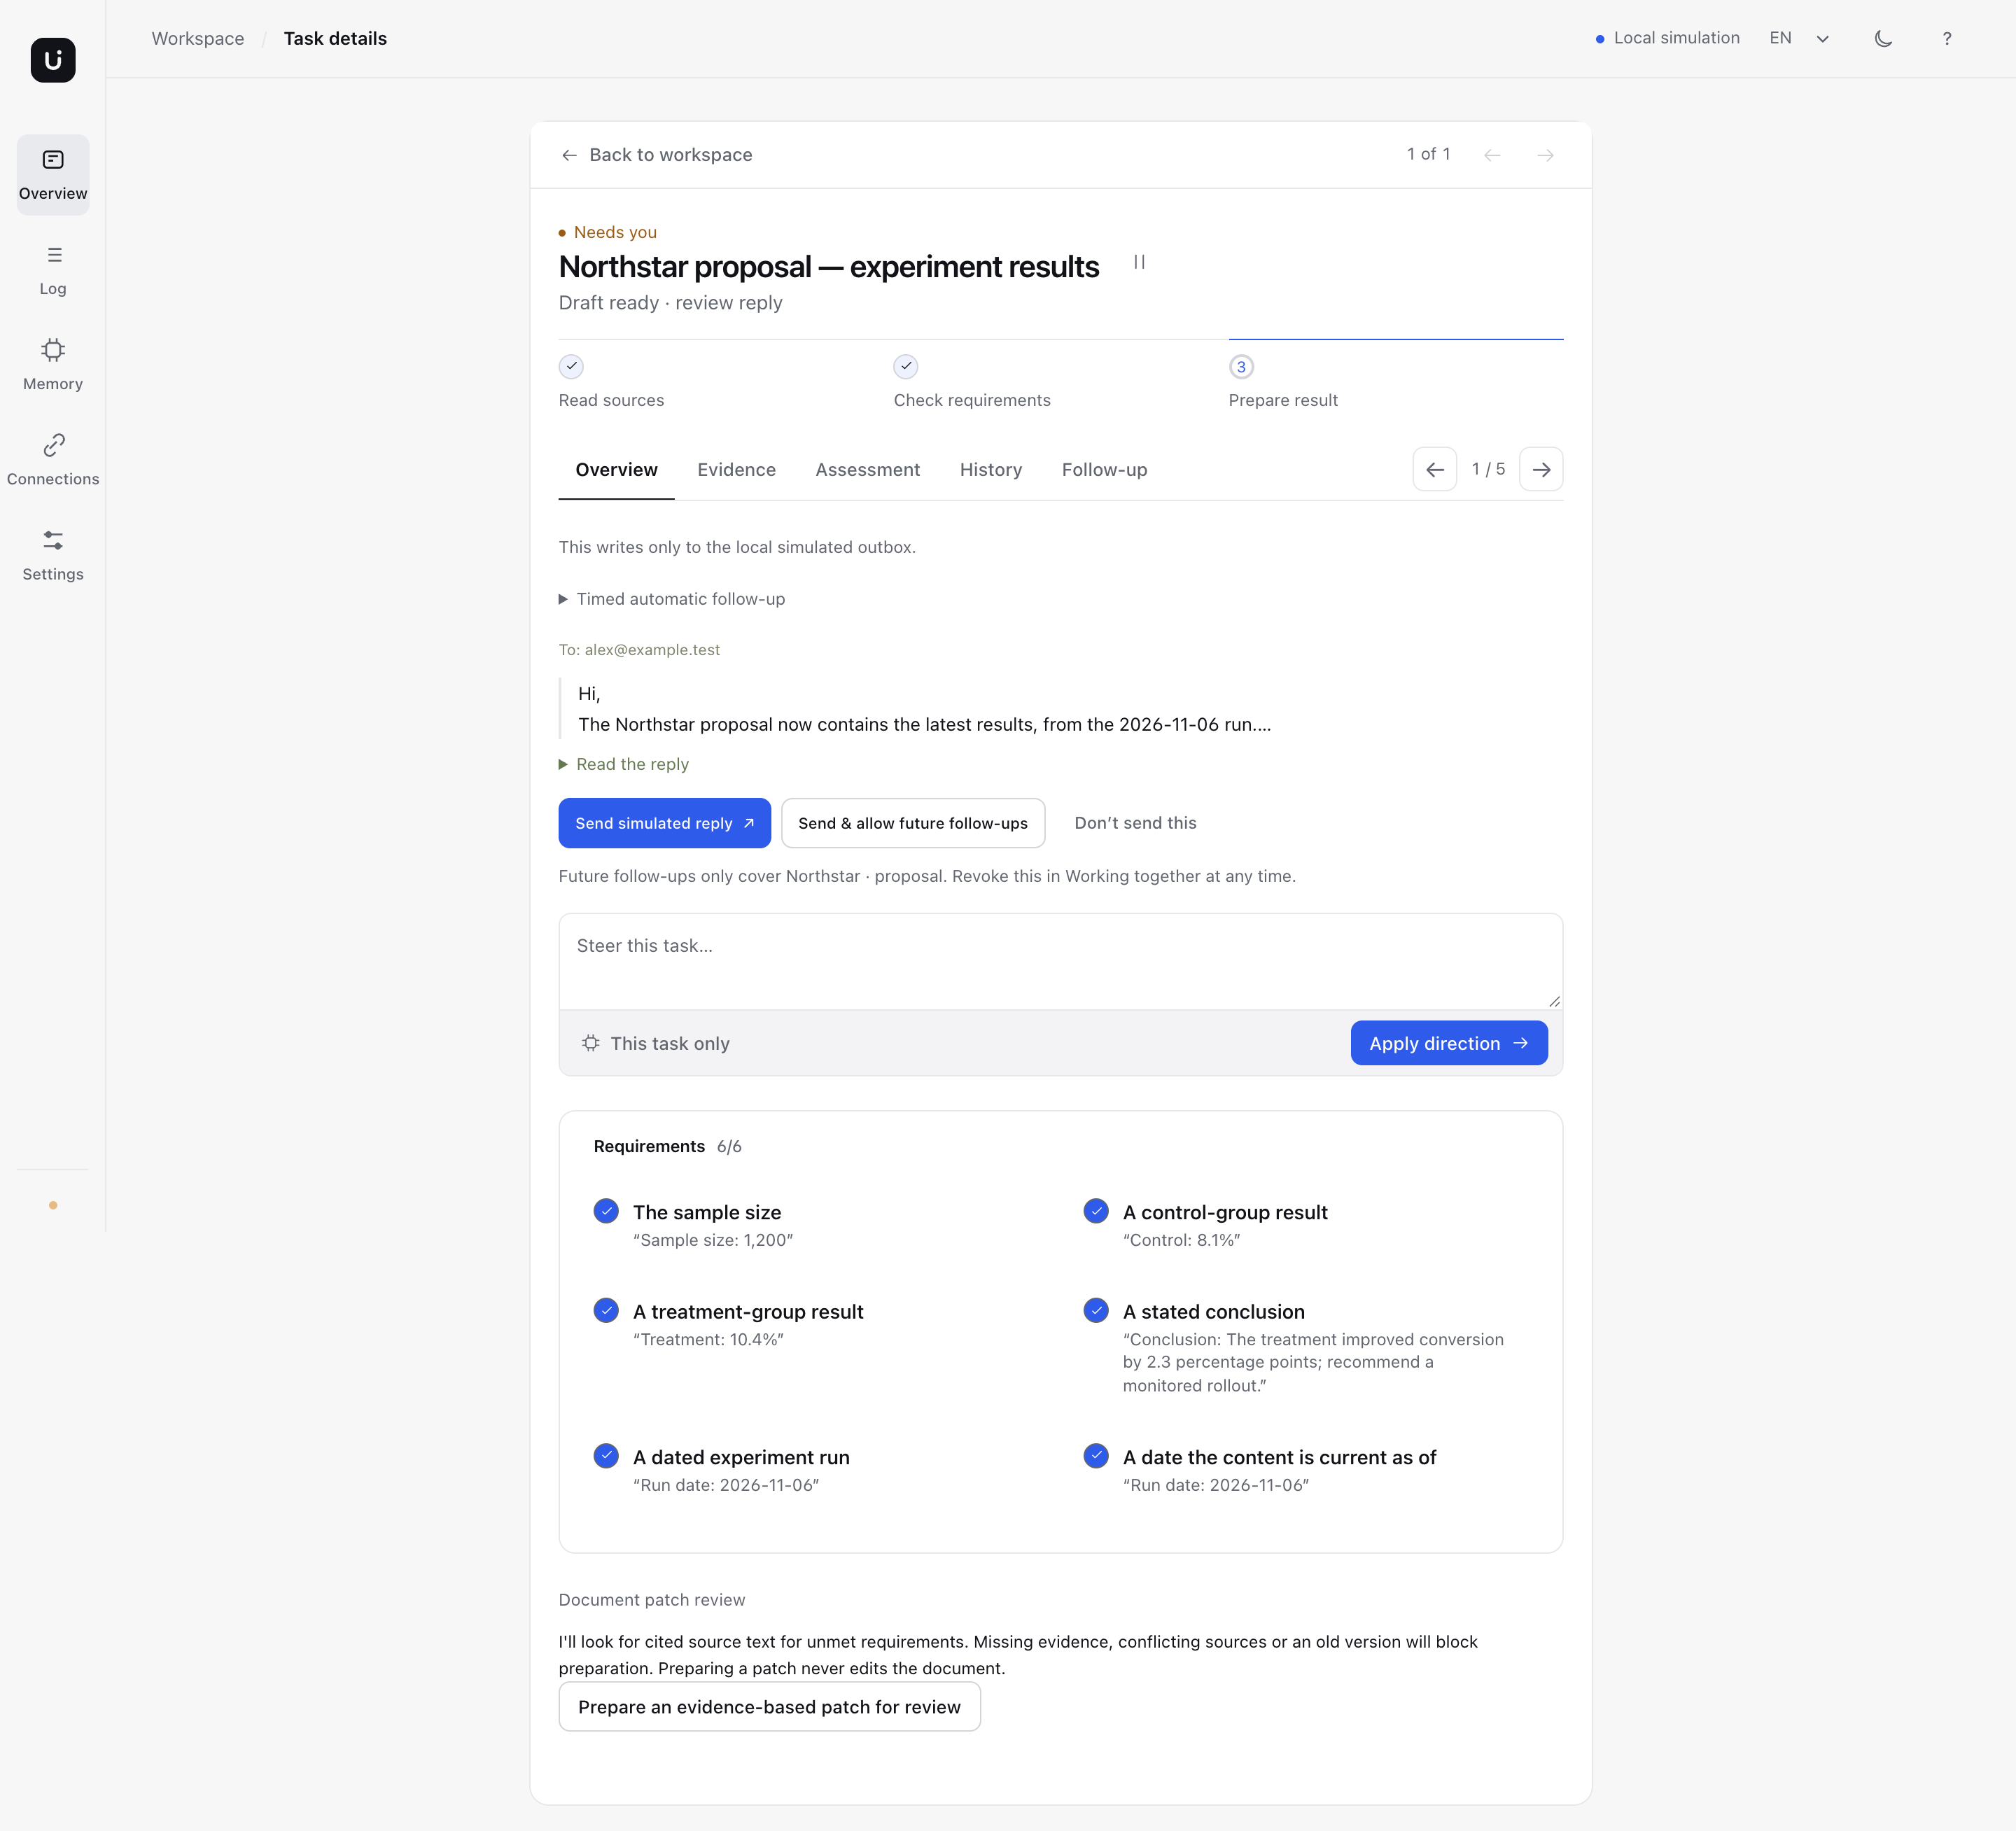 Workspace / Task details
Local simulation EN ?
Overview
Log
Memory
Connections
Settings
Back to workspace 1 of 1
Needs you
Northstar proposal — experiment results
Draft ready · review reply
3
Read sources Check requirements Prepare result
Overview Evidence Assessment History Follow-up 1 / 5
This writes only to the local simulated outbox.
Timed automatic follow-up
To: alex@example.test
Hi,
The Northstar proposal now contains the latest results, from the 2026-11-06 run....
Read the reply
Send simulated reply Send & allow future follow-ups Don’t send this
Future follow-ups only cover Northstar · proposal. Revoke this in Working together at any time.
Steer this task...
This task only Apply direction
Requirements 6/6
The sample size
“Sample size: 1,200”
A control-group result
“Control: 8.1%”
A treatment-group result
“Treatment: 10.4%”
A stated conclusion
“Conclusion: The treatment improved conversion
by 2.3 percentage points; recommend a
monitored rollout.”
A dated experiment run
“Run date: 2026-11-06”
A date the content is current as of
“Run date: 2026-11-06”
Document patch review
I'll look for cited source text for unmet requirements. Missing evidence, conflicting sources or an old version will block
preparation. Preparing a patch never edits the document.
Prepare an evidence-based patch for review